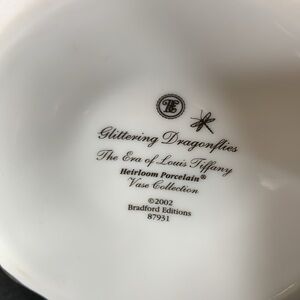 Glittering Dragonflies
The Era of Louis Tiffany
Heirloom Porcelain®
Vase Collection
©2002
Bradford Editions
87931